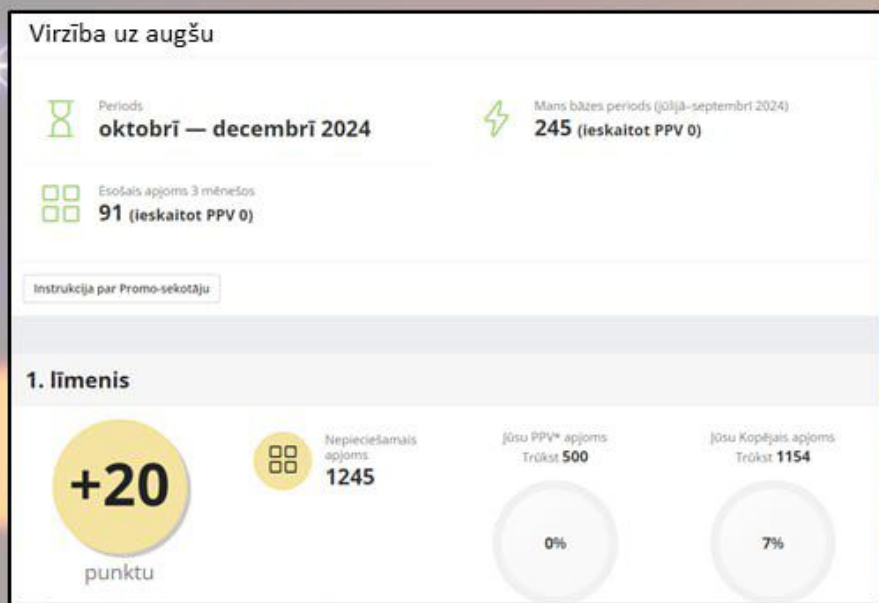 Virzība uz augšu
Periods
oktobrī — decembrī 2024
Mans bāzes periods (jūlijā–septembrī 2024)
245 (ieskaitot PPV 0)
Esošais apjoms 3 mēnešos
91 (ieskaitot PPV 0)
Instrukcija par Promo-sekotāju
1. līmenis
+20
punktu
Nepieciešamais
apjoms
1245
Jūsu PPV* apjoms
Trūkst 500
0%
Jūsu Kopējais apjoms
Trūkst 1154
7%